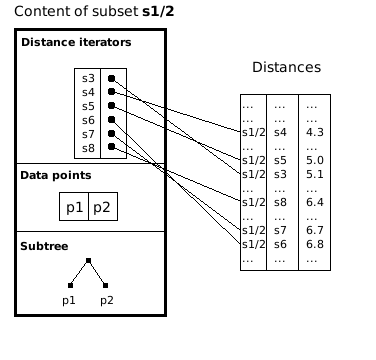 Content of subset s1/2
Distance iterators
s3
s4
s5
s6
s7
s8
Data points
p1 p2
Subtree
p1 p2
Distances
... ... ...
... ... ...
s1/2 s4 4.3
... ... ...
s1/2 s5 5.0
s1/2 s3 5.1
... ... ...
s1/2 s8 6.4
... ... ...
s1/2 s7 6.7
s1/2 s6 6.8
... ... ...